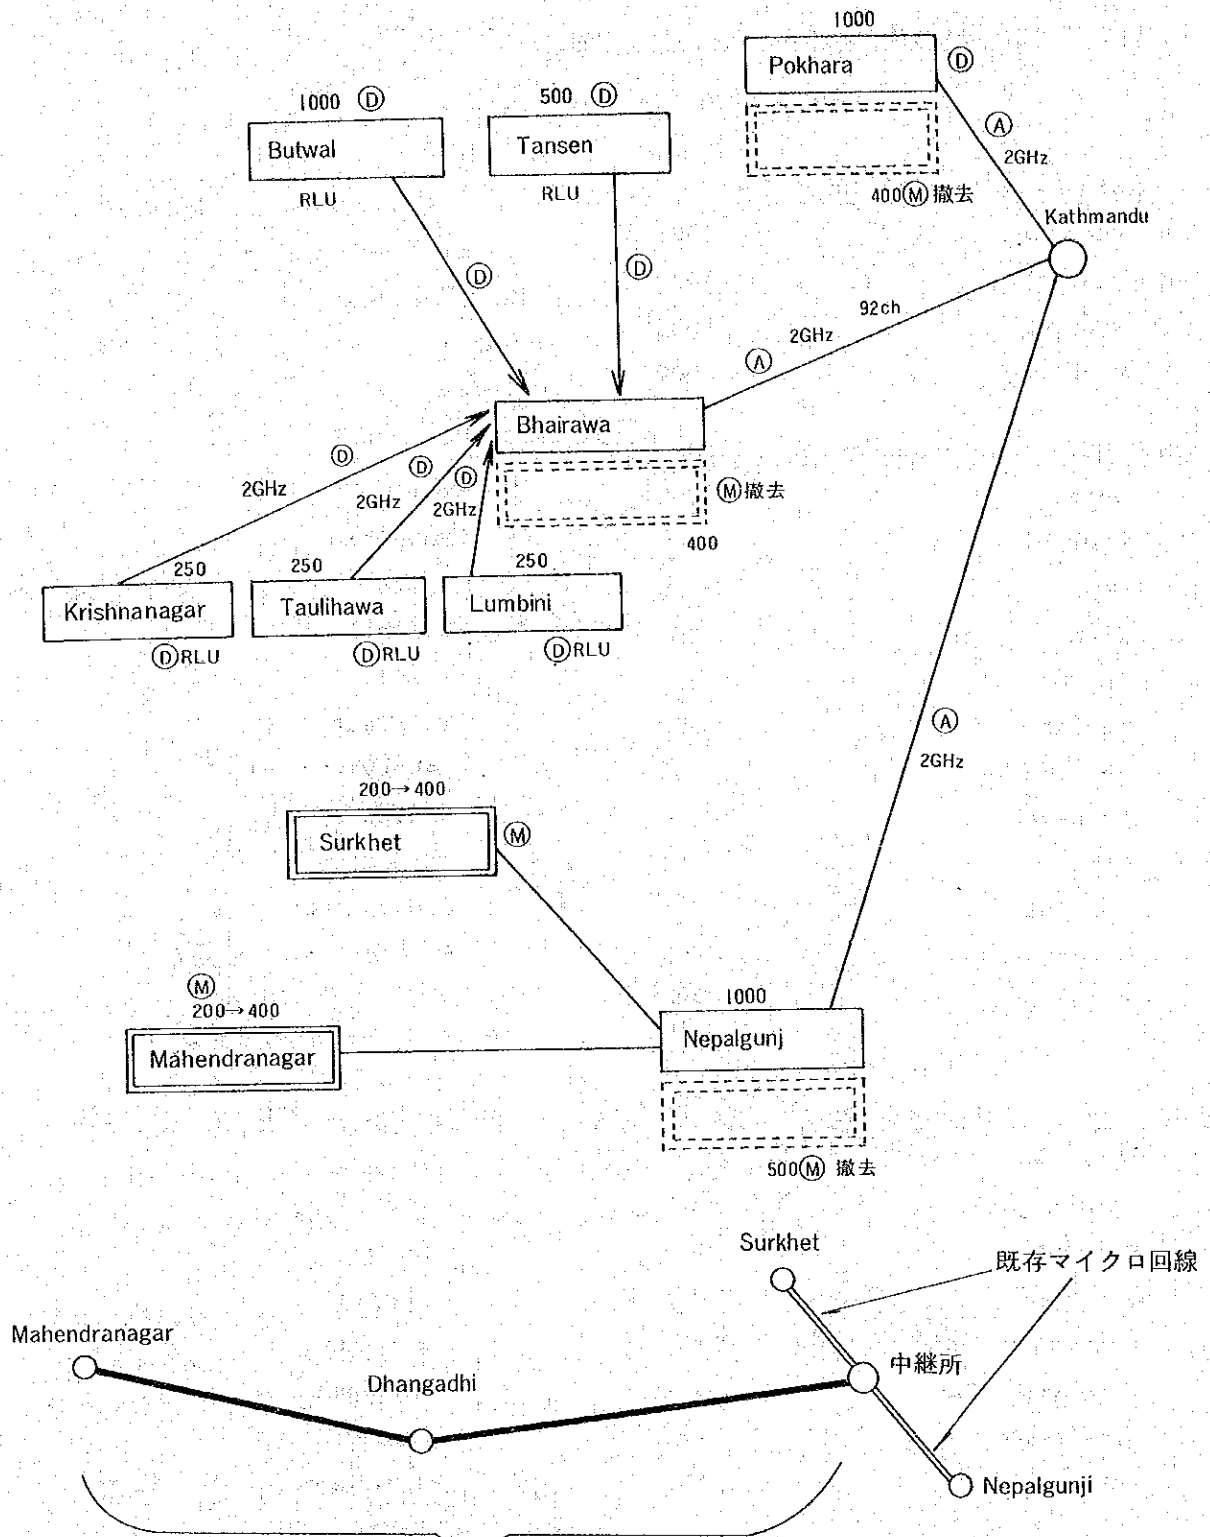 1000
Pokhara Ⓓ
1000 Ⓓ
500 Ⓓ
Butwal
Tansen
RLU
RLU
Ⓐ
2GHz
400Ⓜ撤去
Kathmandu
Ⓓ
Ⓓ
92ch
2GHz
Ⓐ
Bhairawa
Ⓓ
Ⓓ
Ⓓ
2GHz
2GHz
2GHz
Ⓜ撤去
400
250
250
250
Krishnanagar
Taulihawa
Lumbini
ⒹRLU
ⒹRLU
ⒹRLU
Ⓐ
2GHz
200→400
Surkhet
Ⓜ
Ⓜ
200→400
Mahendranagar
1000
Nepalgunj
500Ⓜ 撤去
Surkhet
既存マイクロ回線
Mahendranagar
中継所
Dhangadhi
Nepalgunji